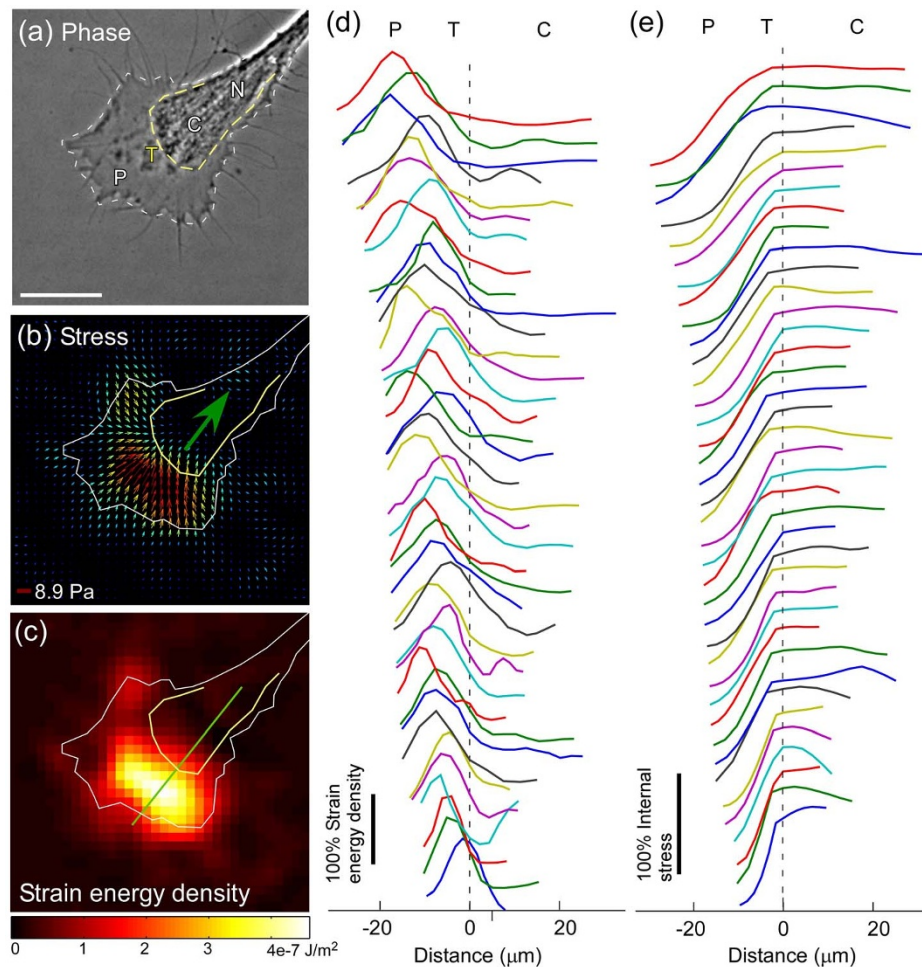 (a) Phase
N
C
T
P
(b) Stress
8.9 Pa
(c)
Strain energy density
0 1 2 3 4e-7 J/m²
(d)
P T C
100% Strain
energy density
-20 0 20
Distance (μm)
(e)
P T C
100% Internal
stress
-20 0 20
Distance (μm)